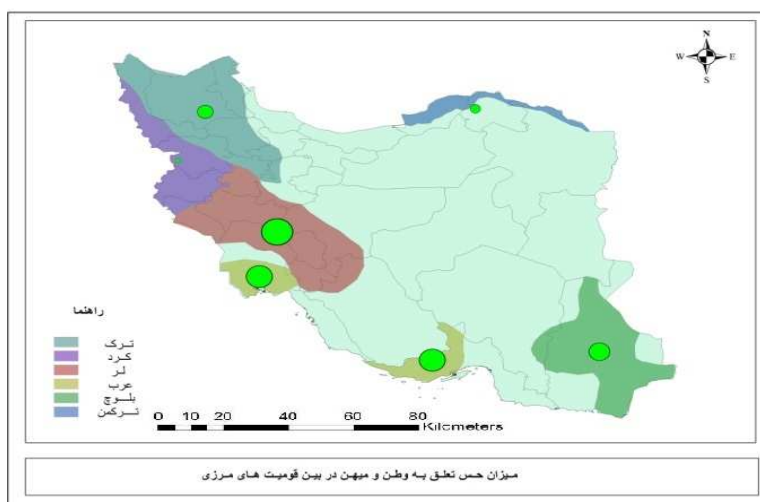 N
W E
S
راهنما
ترک
کرد
لر
عرب
بلوچ
ترکمن
0 10 20 40 60 80
Kilometers
میزان حس تعلق به وطن و میهن در بین قومیت های مرزی